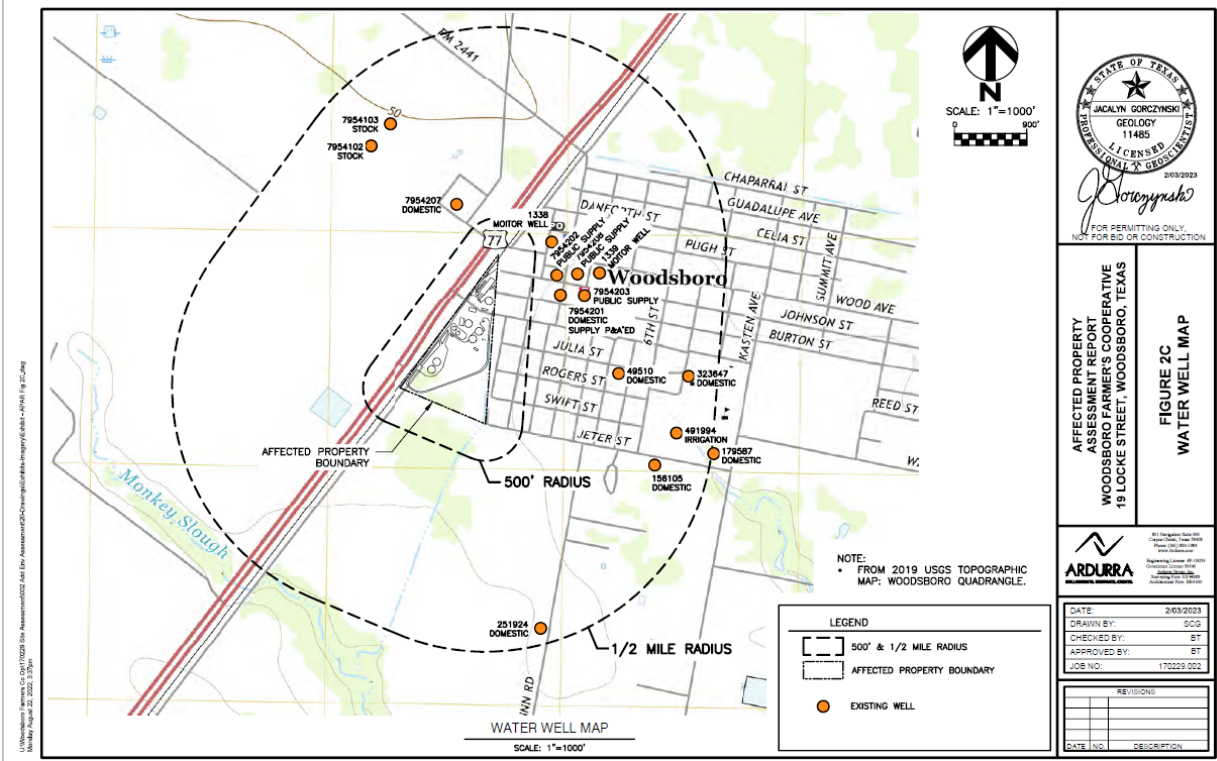 FM 2441
50
7954103
STOCK
7954102
STOCK
7954207
DOMESTIC
1338
MOITOR WELL
77
7954202
PUBLIC SUPPLY
PUBLIC SUPPLY
1339
MOITOR WELL
Woodsboro
7954203
PUBLIC SUPPLY
7954201
DOMESTIC
SUPPLY P&A'ED
CHAPARRAL ST
DANFORTH ST
GUADALUPE AVE
CELIA ST
PUGH ST
SUMMIT AVE
WOOD AVE
JOHNSON ST
BURTON ST
KASTEN AVE
6TH ST
JULIA ST
ROGERS ST
SWIFT ST
JETER ST
REED ST
49510
DOMESTIC
323647
DOMESTIC
491994
IRRIGATION
179587
DOMESTIC
156105
DOMESTIC
AFFECTED PROPERTY
BOUNDARY
500' RADIUS
Monkey Slough
251924
DOMESTIC
1/2 MILE RADIUS
INN RD
NOTE:
• FROM 2019 USGS TOPOGRAPHIC
MAP: WOODSBORO QUADRANGLE.
N
SCALE: 1"=1000'
0 900'
LEGEND
500' & 1/2 MILE RADIUS
AFFECTED PROPERTY BOUNDARY
EXISTING WELL
WATER WELL MAP
SCALE: 1"=1000'
STATE OF TEXAS
JACALYN GORCZYNSKI
GEOLOGY
11485
LICENSED
PROFESSIONAL GEOSCIENTIST
2/03/2023
J Gorczynski
FOR PERMITTING ONLY,
NOT FOR BID OR CONSTRUCTION
AFFECTED PROPERTY
ASSESSMENT REPORT
WOODSBORO FARMER'S COOPERATIVE
19 LOCKE STREET, WOODSBORO, TEXAS
FIGURE 2C
WATER WELL MAP
ARDURRA
DATE: 2/03/2023
DRAWN BY: SCG
CHECKED BY: BT
APPROVED BY: BT
JOB NO: 170229.002
REVISIONS
DATE NO. DESCRIPTION
Monday August 22, 2022, 3:37pm